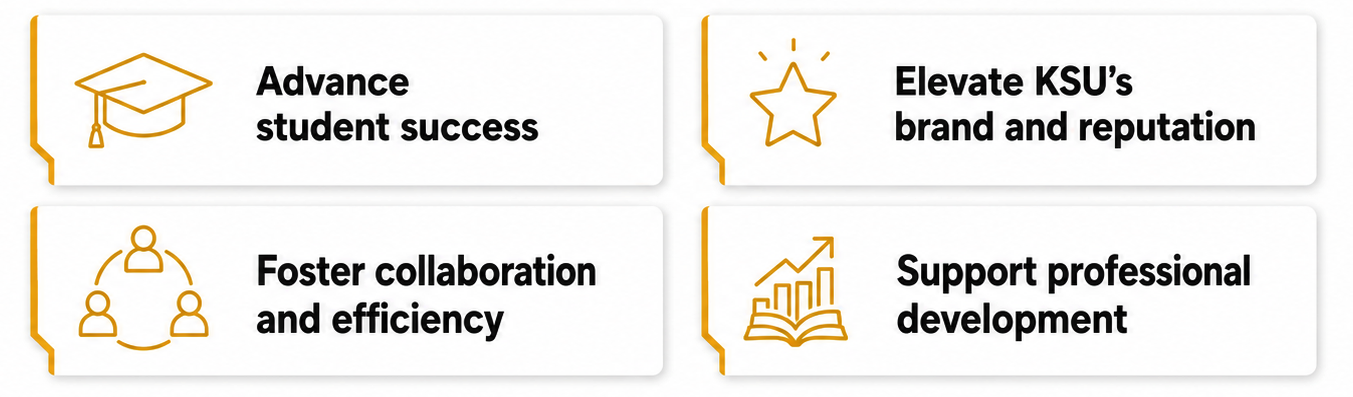 Advance
student success
Elevate KSU’s
brand and reputation
Foster collaboration
and efficiency
Support professional
development